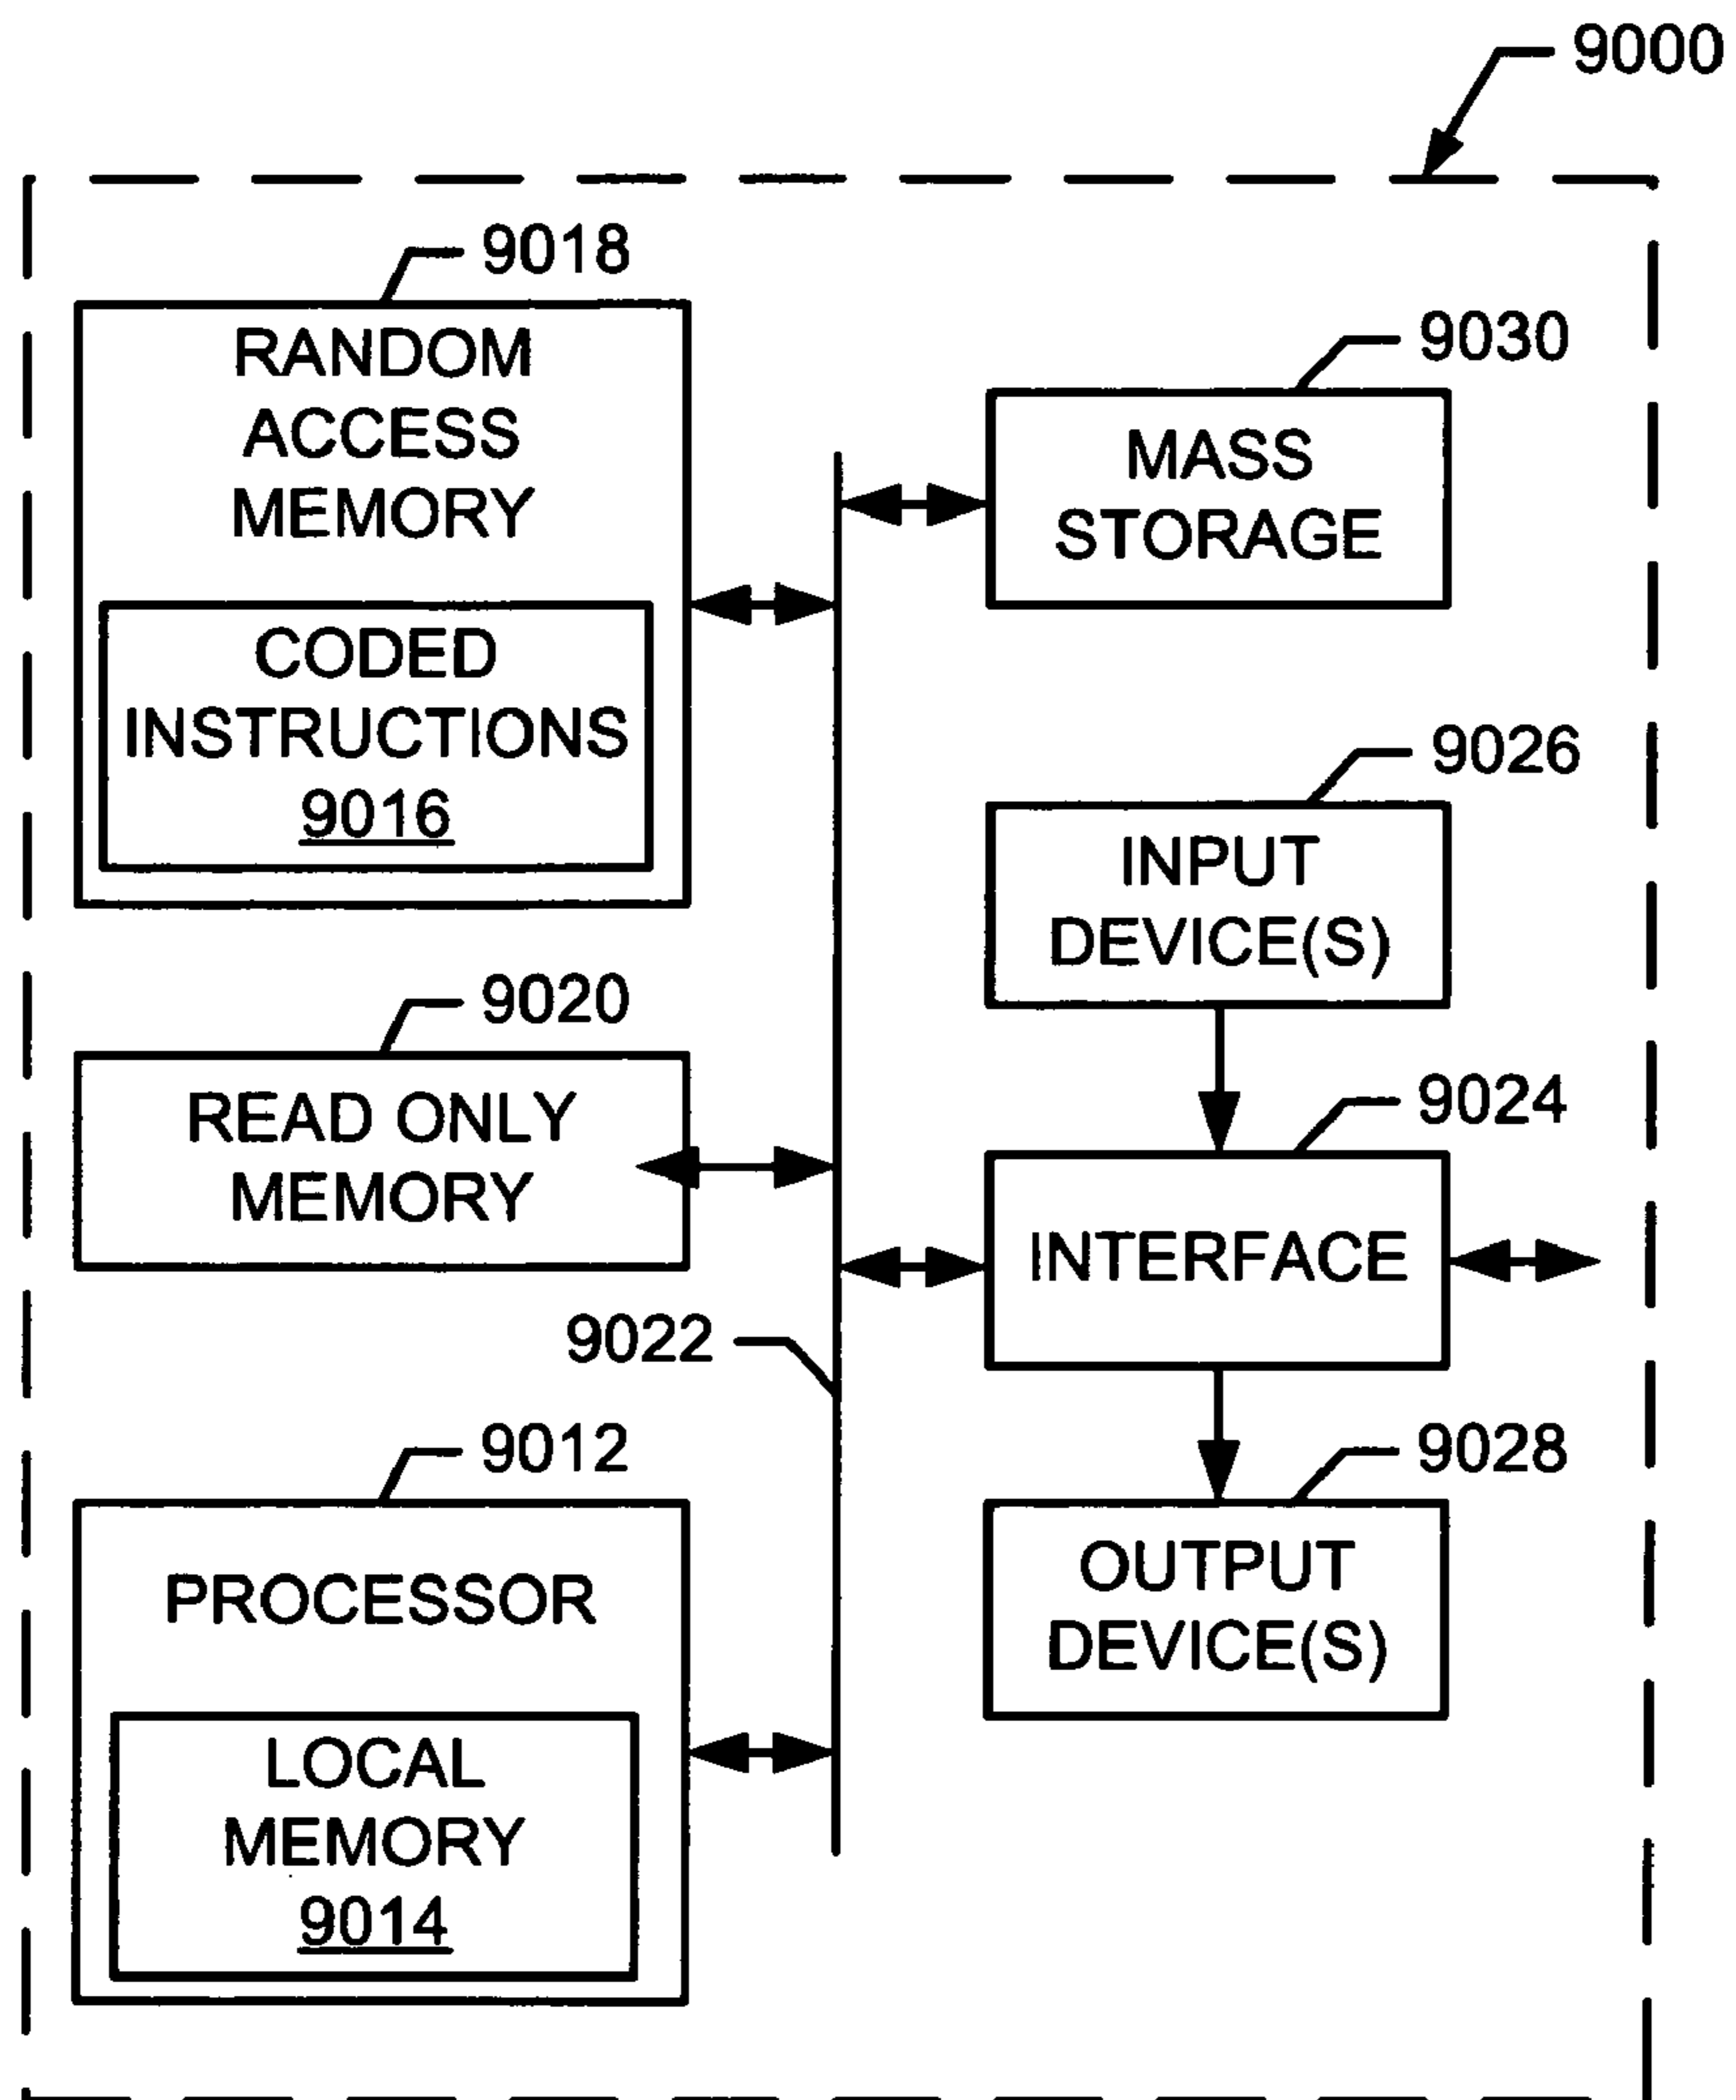 9000
9018
RANDOM
ACCESS
MEMORY
CODED
INSTRUCTIONS
9016
9030
MASS
STORAGE
9026
INPUT
DEVICE(S)
9020
READ ONLY
MEMORY
9024
INTERFACE
9022
9012
PROCESSOR
LOCAL
MEMORY
9014
9028
OUTPUT
DEVICE(S)